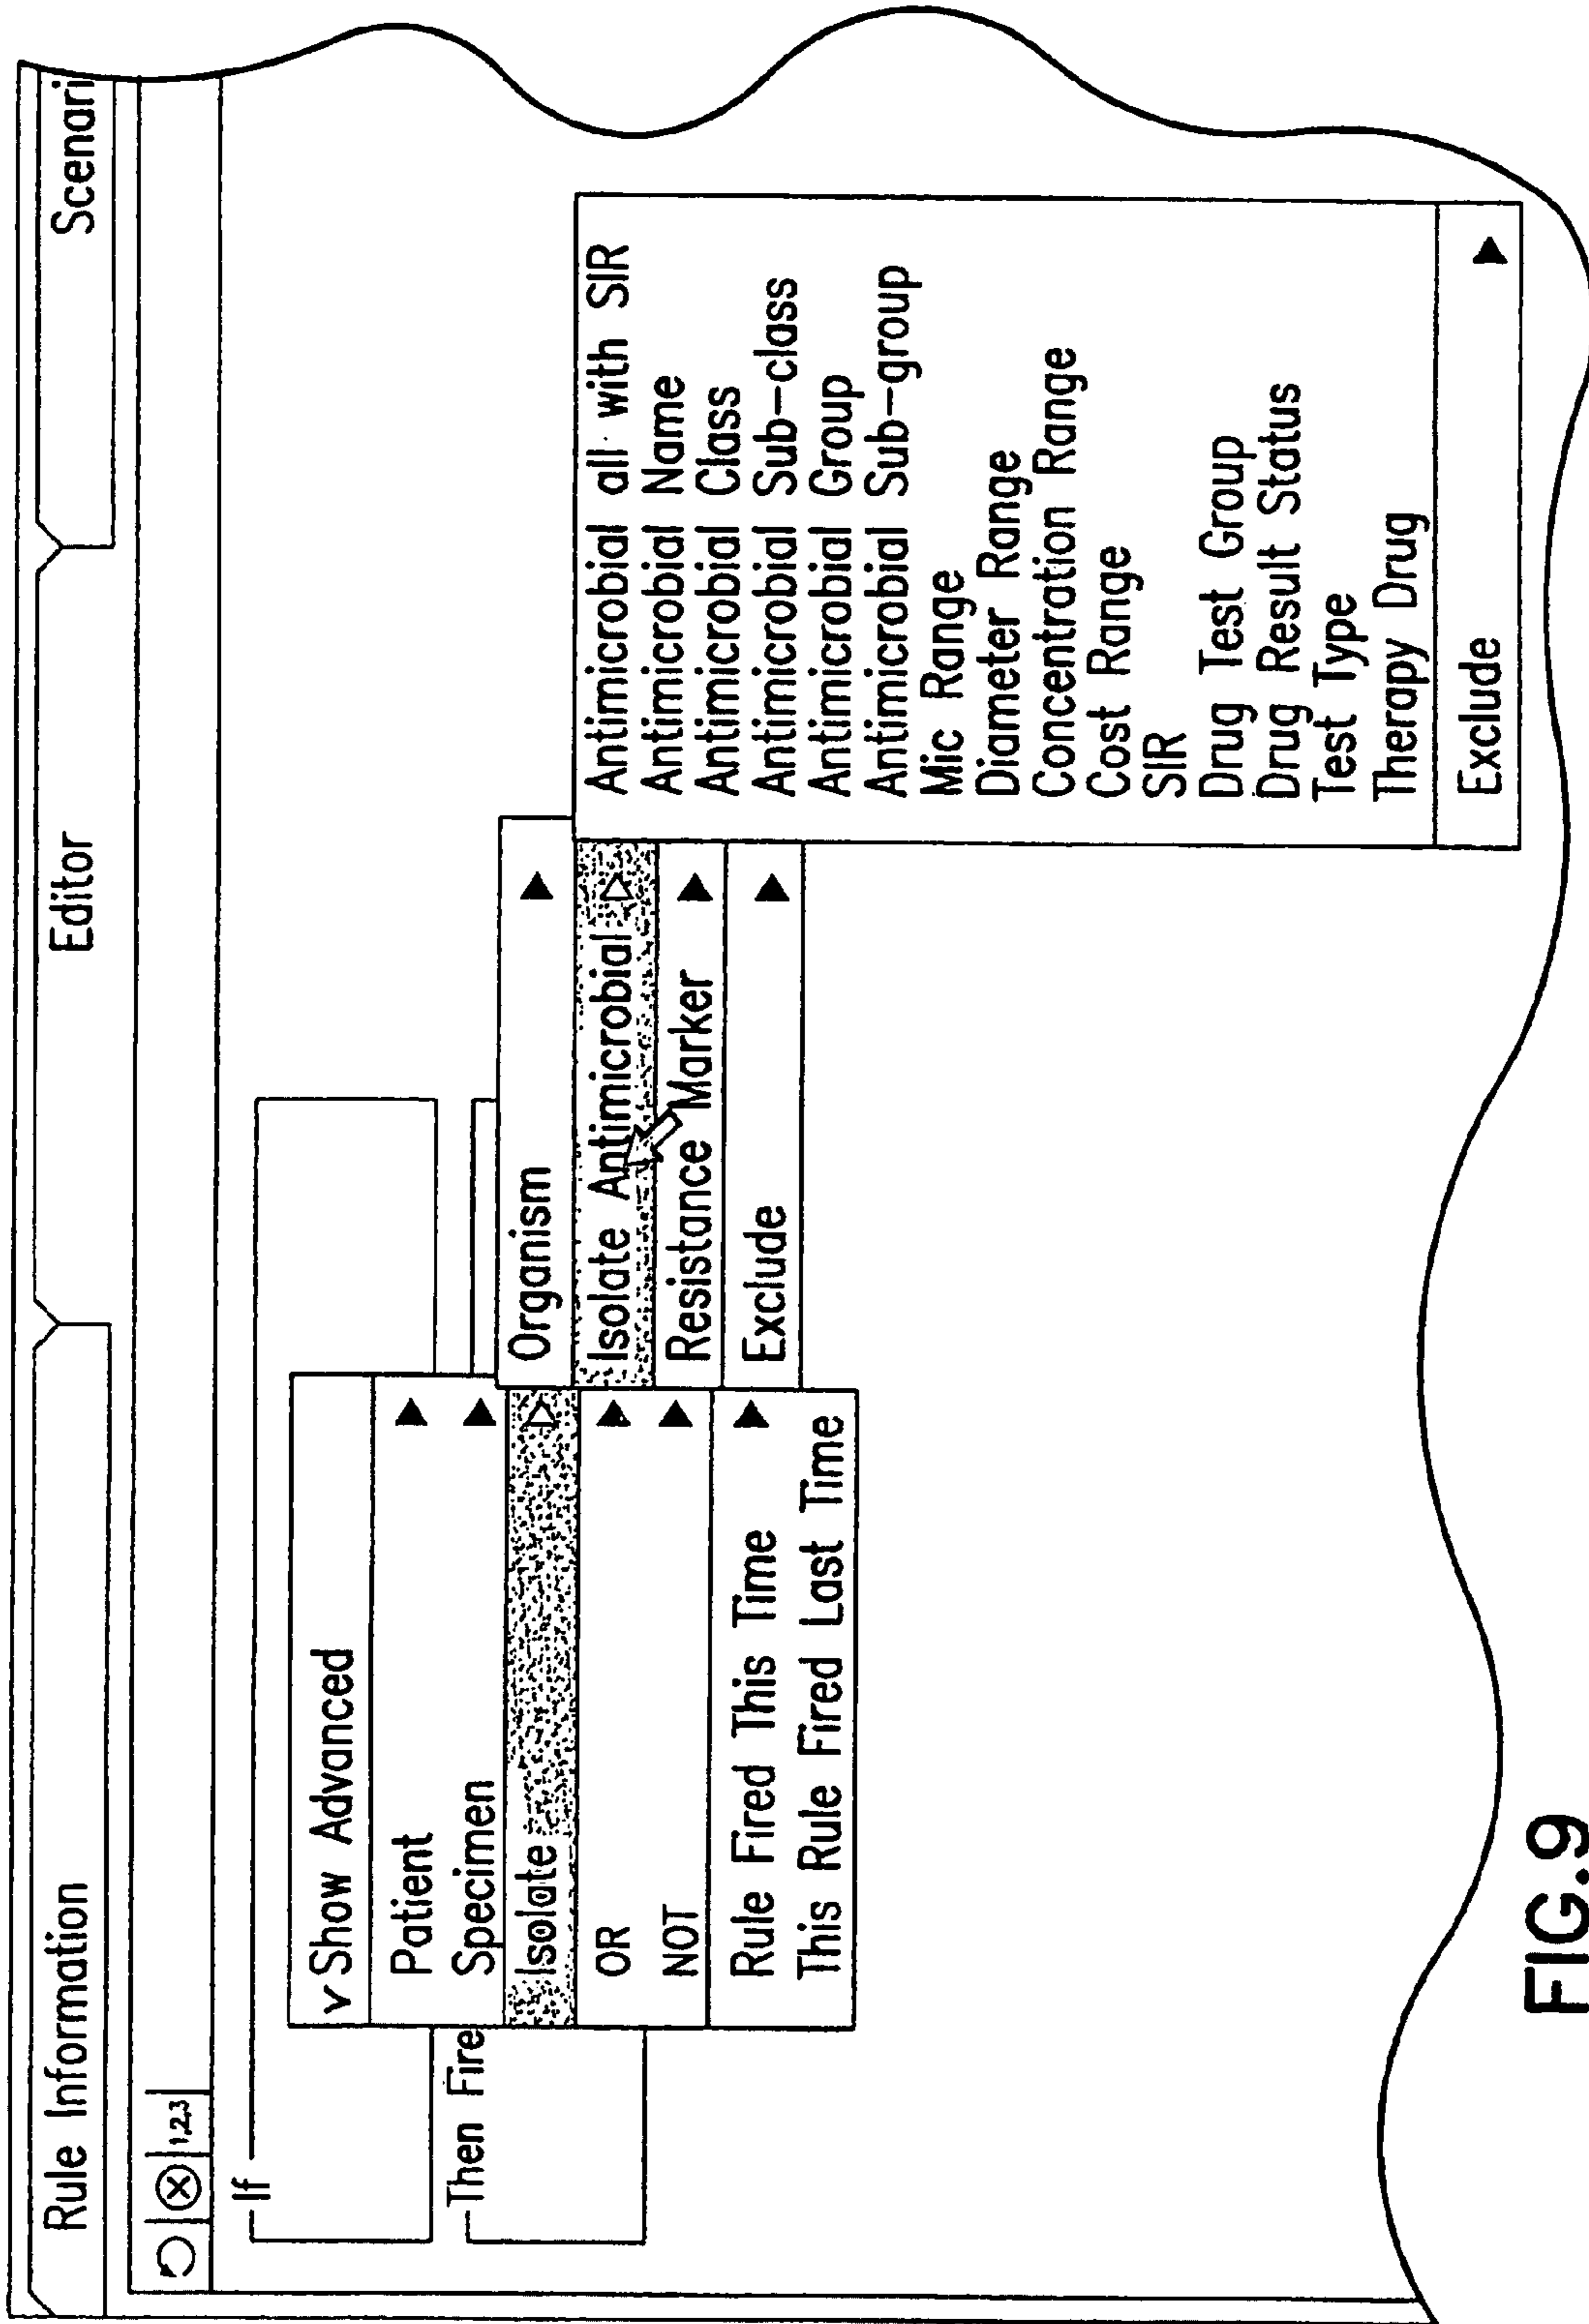 Rule Information
Editor
Scenari
1,2,3
If
Then Fire
✓ Show Advanced
Patient
Specimen
Isolate
OR
NOT
Rule Fired This Time
This Rule Fired Last Time
Organism
Isolate Antimicrobial
Resistance Marker
Exclude
Antimicrobial all with SIR
Antimicrobial Name
Antimicrobial Class
Antimicrobial Sub-class
Antimicrobial Group
Antimicrobial Sub-group
Mic Range
Diameter Range
Concentration Range
Cost Range
SIR
Drug Test Group
Drug Result Status
Test Type
Therapy Drug
Exclude
FIG.9